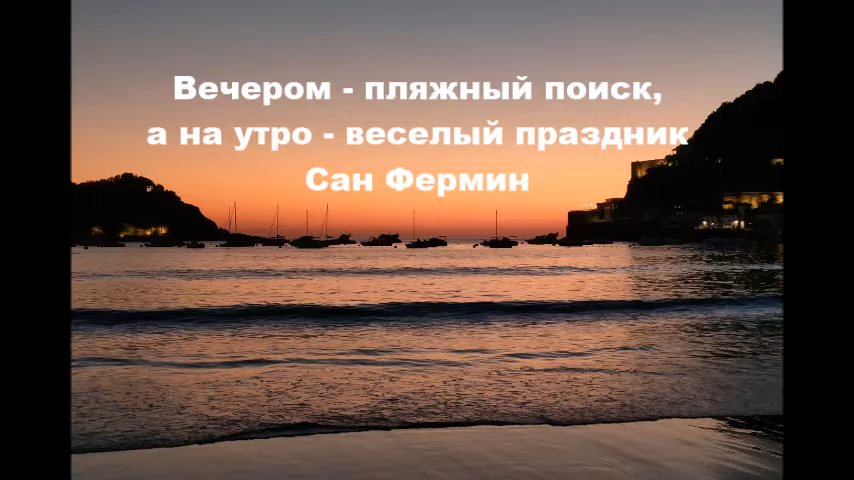 Вечером - пляжный поиск,
а на утро - веселый праздник
Сан Фермин